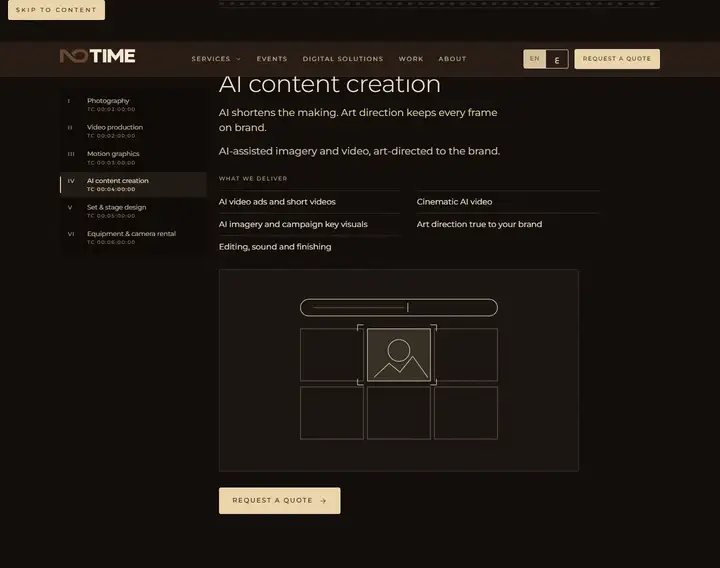 SKIP TO CONTENT
NOTIME
SERVICES
EVENTS
DIGITAL SOLUTIONS
WORK
ABOUT
EN
ع
REQUEST A QUOTE
I Photography
TC 00:01:00:00
II Video production
TC 00:02:00:00
III Motion graphics
TC 00:03:00:00
IV AI content creation
TC 00:04:00:00
V Set & stage design
TC 00:05:00:00
VI Equipment & camera rental
TC 00:06:00:00
AI content creation
AI shortens the making. Art direction keeps every frame
on brand.
AI-assisted imagery and video, art-directed to the brand.
WHAT WE DELIVER
AI video ads and short videos
Cinematic AI video
AI imagery and campaign key visuals
Art direction true to your brand
Editing, sound and finishing
REQUEST A QUOTE →